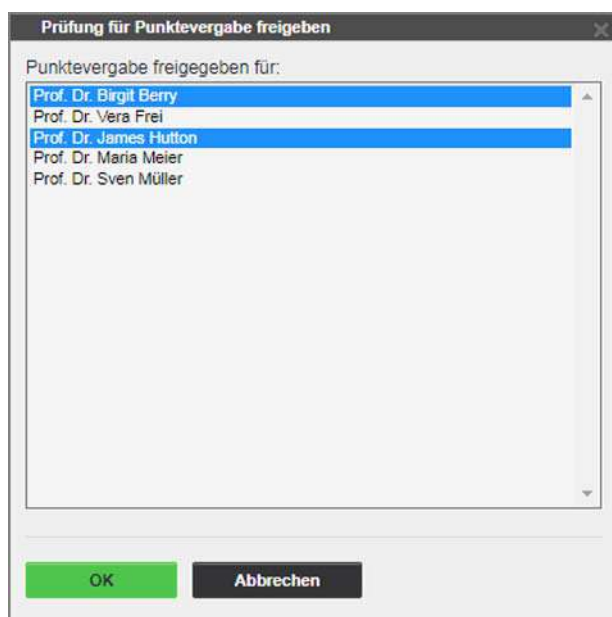 Prüfung für Punktevergabe freigeben
Punktevergabe freigegeben für:
Prof. Dr. Birgit Berry
Prof. Dr. Vera Frei
Prof. Dr. James Hutton
Prof. Dr. Maria Meier
Prof. Dr. Sven Müller
OK
Abbrechen